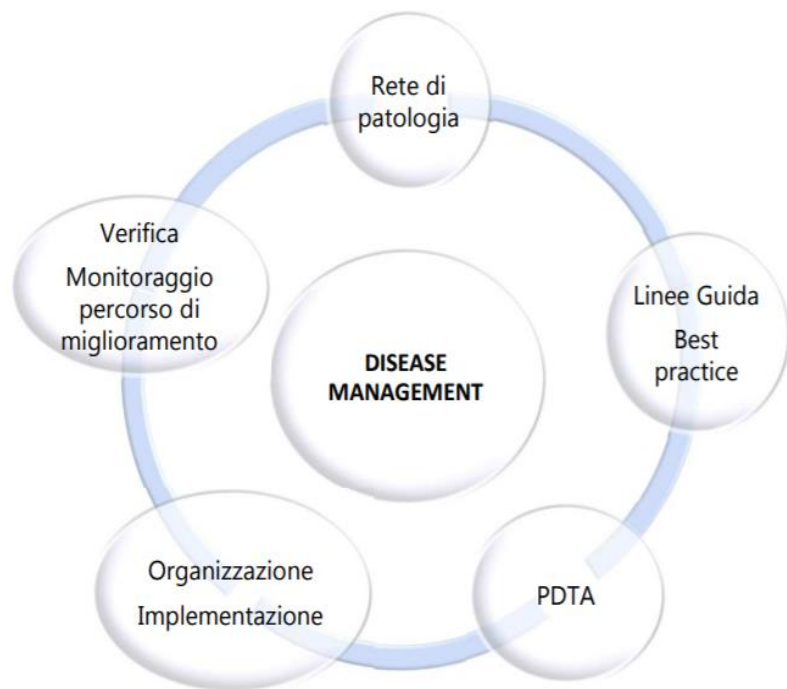 Rete di
patologia
Verifica
Monitoraggio
percorso di
miglioramento
Linee Guida
Best
practice
DISEASE
MANAGEMENT
Organizzazione
Implementazione
PDTA